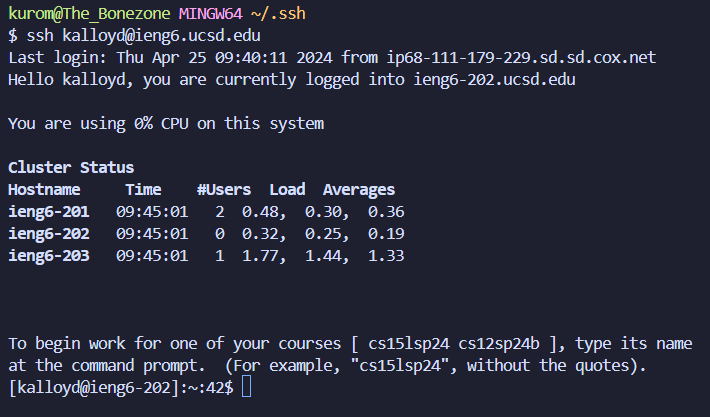 kurom@The_Bonezone MINGW64 ~/.ssh
$ ssh kalloyd@ieng6.ucsd.edu
Last login: Thu Apr 25 09:40:11 2024 from ip68-111-179-229.sd.sd.cox.net
Hello kalloyd, you are currently logged into ieng6-202.ucsd.edu
You are using 0% CPU on this system
Cluster Status
Hostname     Time    #Users  Load  Averages
ieng6-201   09:45:01   2  0.48,  0.30,  0.36
ieng6-202   09:45:01   0  0.32,  0.25,  0.19
ieng6-203   09:45:01   1  1.77,  1.44,  1.33
To begin work for one of your courses [ cs15lsp24 cs12sp24b ], type its name
at the command prompt.  (For example, "cs15lsp24", without the quotes).
[kalloyd@ieng6-202]:~:42$